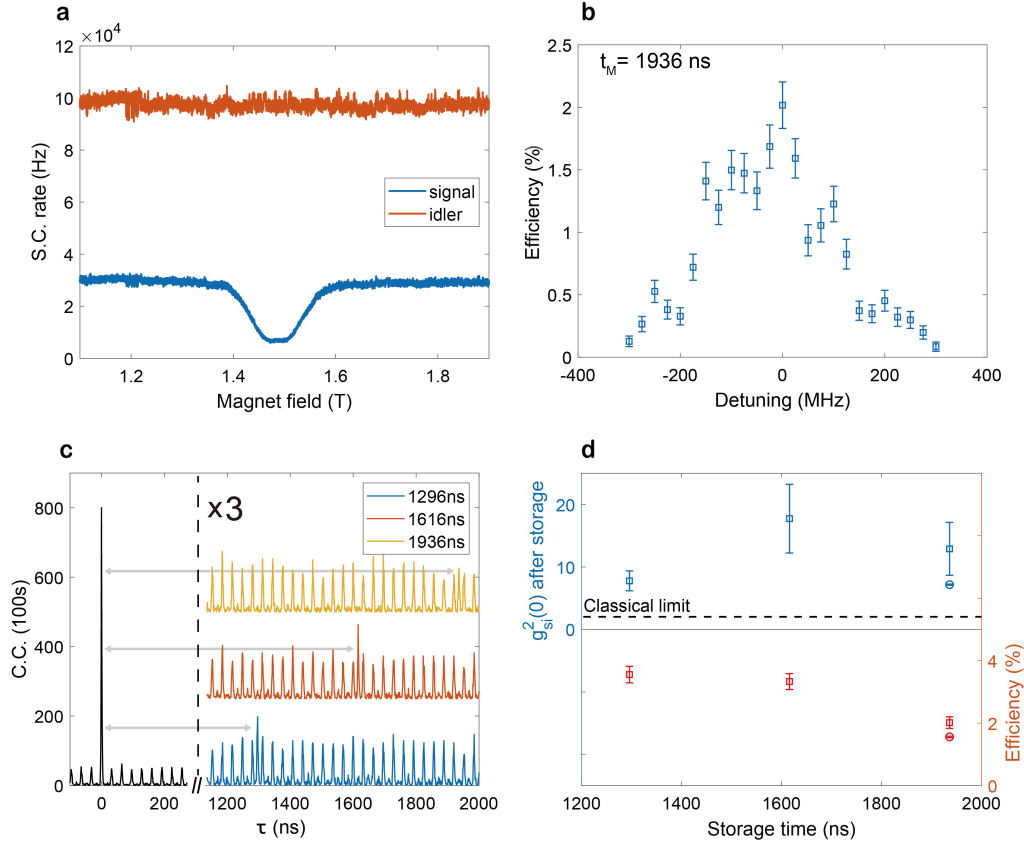 a
×10⁴
12
10
8
6
4
2
0
S.C. rate (Hz)
signal
idler
1.2
1.4
1.6
1.8
Magnet field (T)
b
t_M= 1936 ns
2.5
2
1.5
1
0.5
0
Efficiency (%)
-400
-200
0
200
400
Detuning (MHz)
c
×3
1296ns
1616ns
1936ns
800
600
400
200
0
C.C. (100s)
0
200
1200
1400
1600
1800
2000
τ (ns)
d
20
10
0
g²si(0) after storage
Classical limit
4
2
0
Efficiency (%)
1200
1400
1600
1800
2000
Storage time (ns)